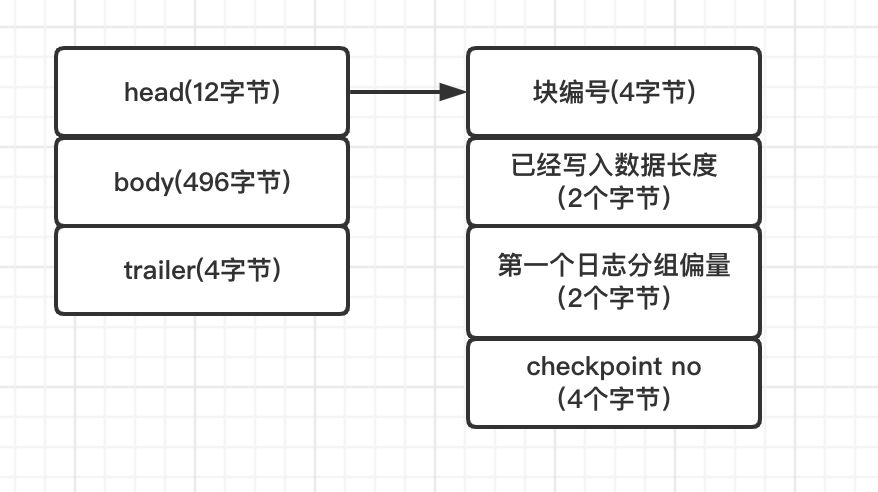 head(12字节)
body(496字节)
trailer(4字节)
块编号(4字节)
已经写入数据长度
(2个字节)
第一个日志分组偏量
(2个字节)
checkpoint no
(4个字节)